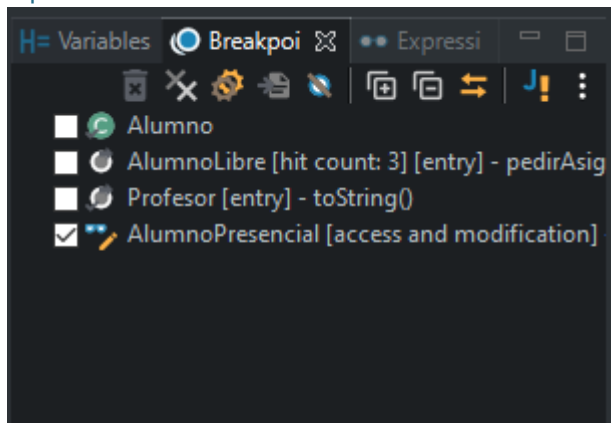 Variables Breakpoi Expressi
Alumno
AlumnoLibre [hit count: 3] [entry] - pedirAsig
Profesor [entry] - toString()
AlumnoPresencial [access and modification] -